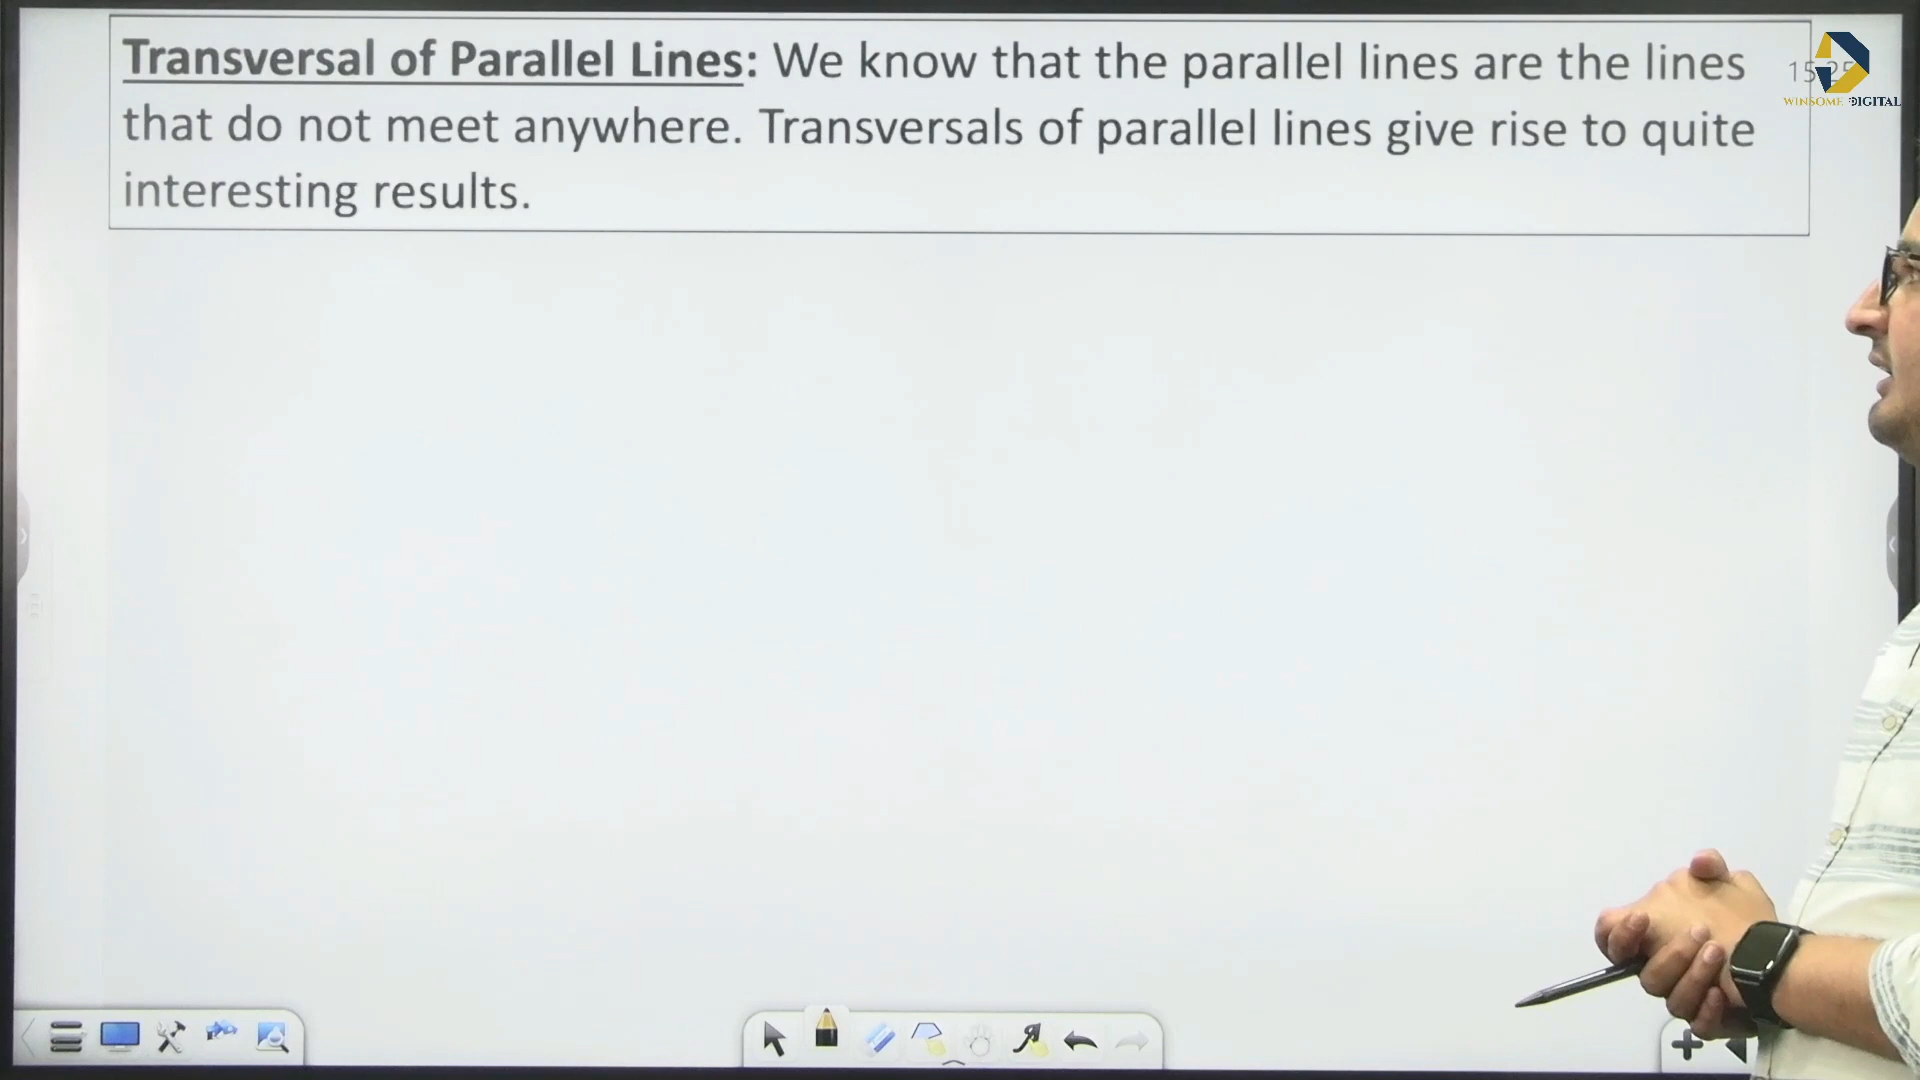 Transversal of Parallel Lines: We know that the parallel lines are the lines
that do not meet anywhere. Transversals of parallel lines give rise to quite
interesting results.
WINSOME DIGITAL